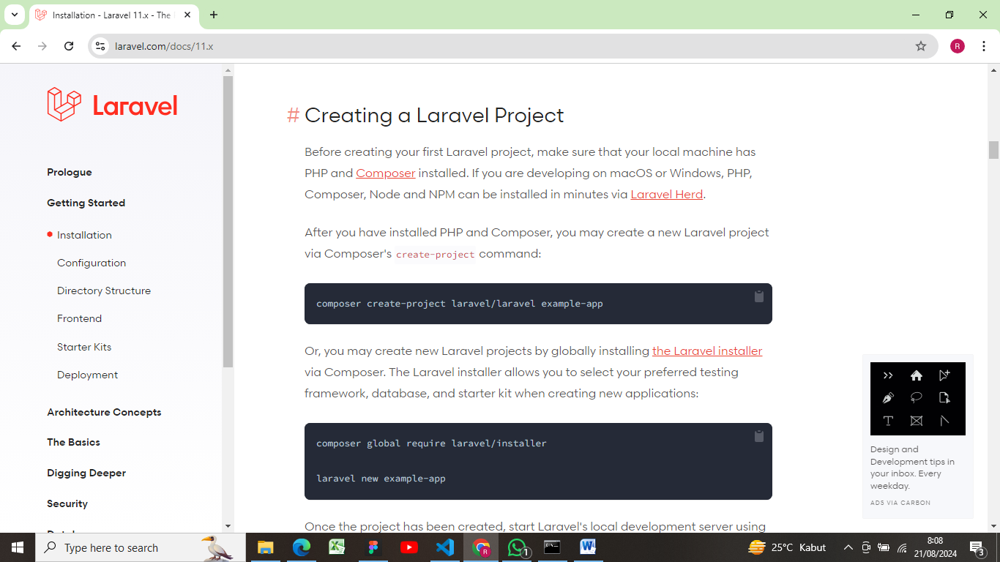 Installation - Laravel 11.x - The
laravel.com/docs/11.x
R
Laravel
Prologue
Getting Started
Installation
Configuration
Directory Structure
Frontend
Starter Kits
Deployment
Architecture Concepts
The Basics
Digging Deeper
Security
# Creating a Laravel Project
Before creating your first Laravel project, make sure that your local machine has
PHP and Composer installed. If you are developing on macOS or Windows, PHP,
Composer, Node and NPM can be installed in minutes via Laravel Herd.
After you have installed PHP and Composer, you may create a new Laravel project
via Composer's create-project command:
composer create-project laravel/laravel example-app
Or, you may create new Laravel projects by globally installing the Laravel installer
via Composer. The Laravel installer allows you to select your preferred testing
framework, database, and starter kit when creating new applications:
composer global require laravel/installer
laravel new example-app
Once the project has been created, start Laravel's local development server using
Design and
Development tips in
your inbox. Every
weekday.
ADS VIA CARBON
Type here to search
R
1
25°C Kabut
8:08
21/08/2024
3